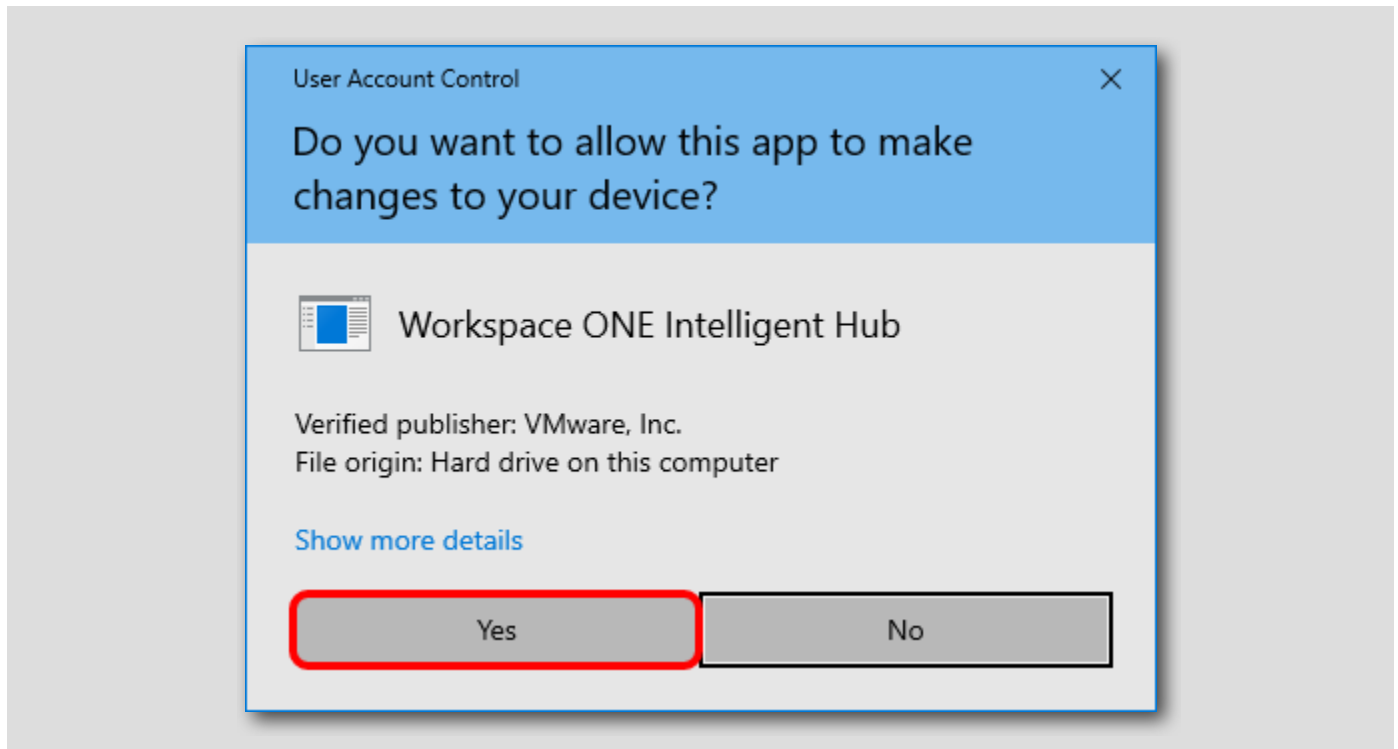 User Account Control
Do you want to allow this app to make
changes to your device?
Workspace ONE Intelligent Hub
Verified publisher: VMware, Inc.
File origin: Hard drive on this computer
Show more details
Yes
No